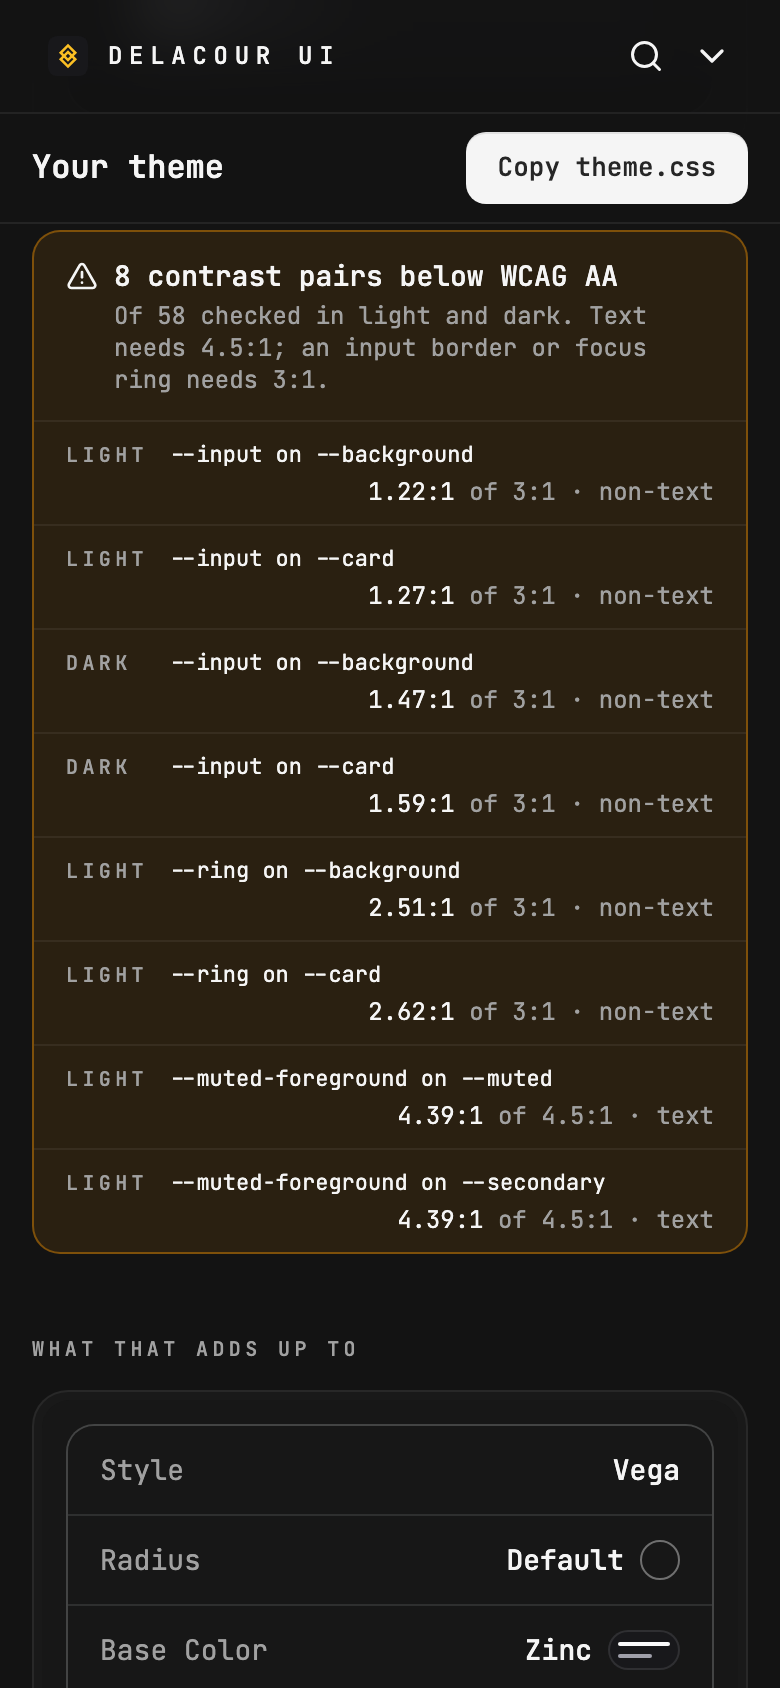 DELACOUR UI
Your theme
Copy theme.css
8 contrast pairs below WCAG AA
Of 58 checked in light and dark. Text
needs 4.5:1; an input border or focus
ring needs 3:1.
LIGHT --input on --background
1.22:1 of 3:1 · non-text
LIGHT --input on --card
1.27:1 of 3:1 · non-text
DARK --input on --background
1.47:1 of 3:1 · non-text
DARK --input on --card
1.59:1 of 3:1 · non-text
LIGHT --ring on --background
2.51:1 of 3:1 · non-text
LIGHT --ring on --card
2.62:1 of 3:1 · non-text
LIGHT --muted-foreground on --muted
4.39:1 of 4.5:1 · text
LIGHT --muted-foreground on --secondary
4.39:1 of 4.5:1 · text
WHAT THAT ADDS UP TO
Style Vega
Radius Default
Base Color Zinc